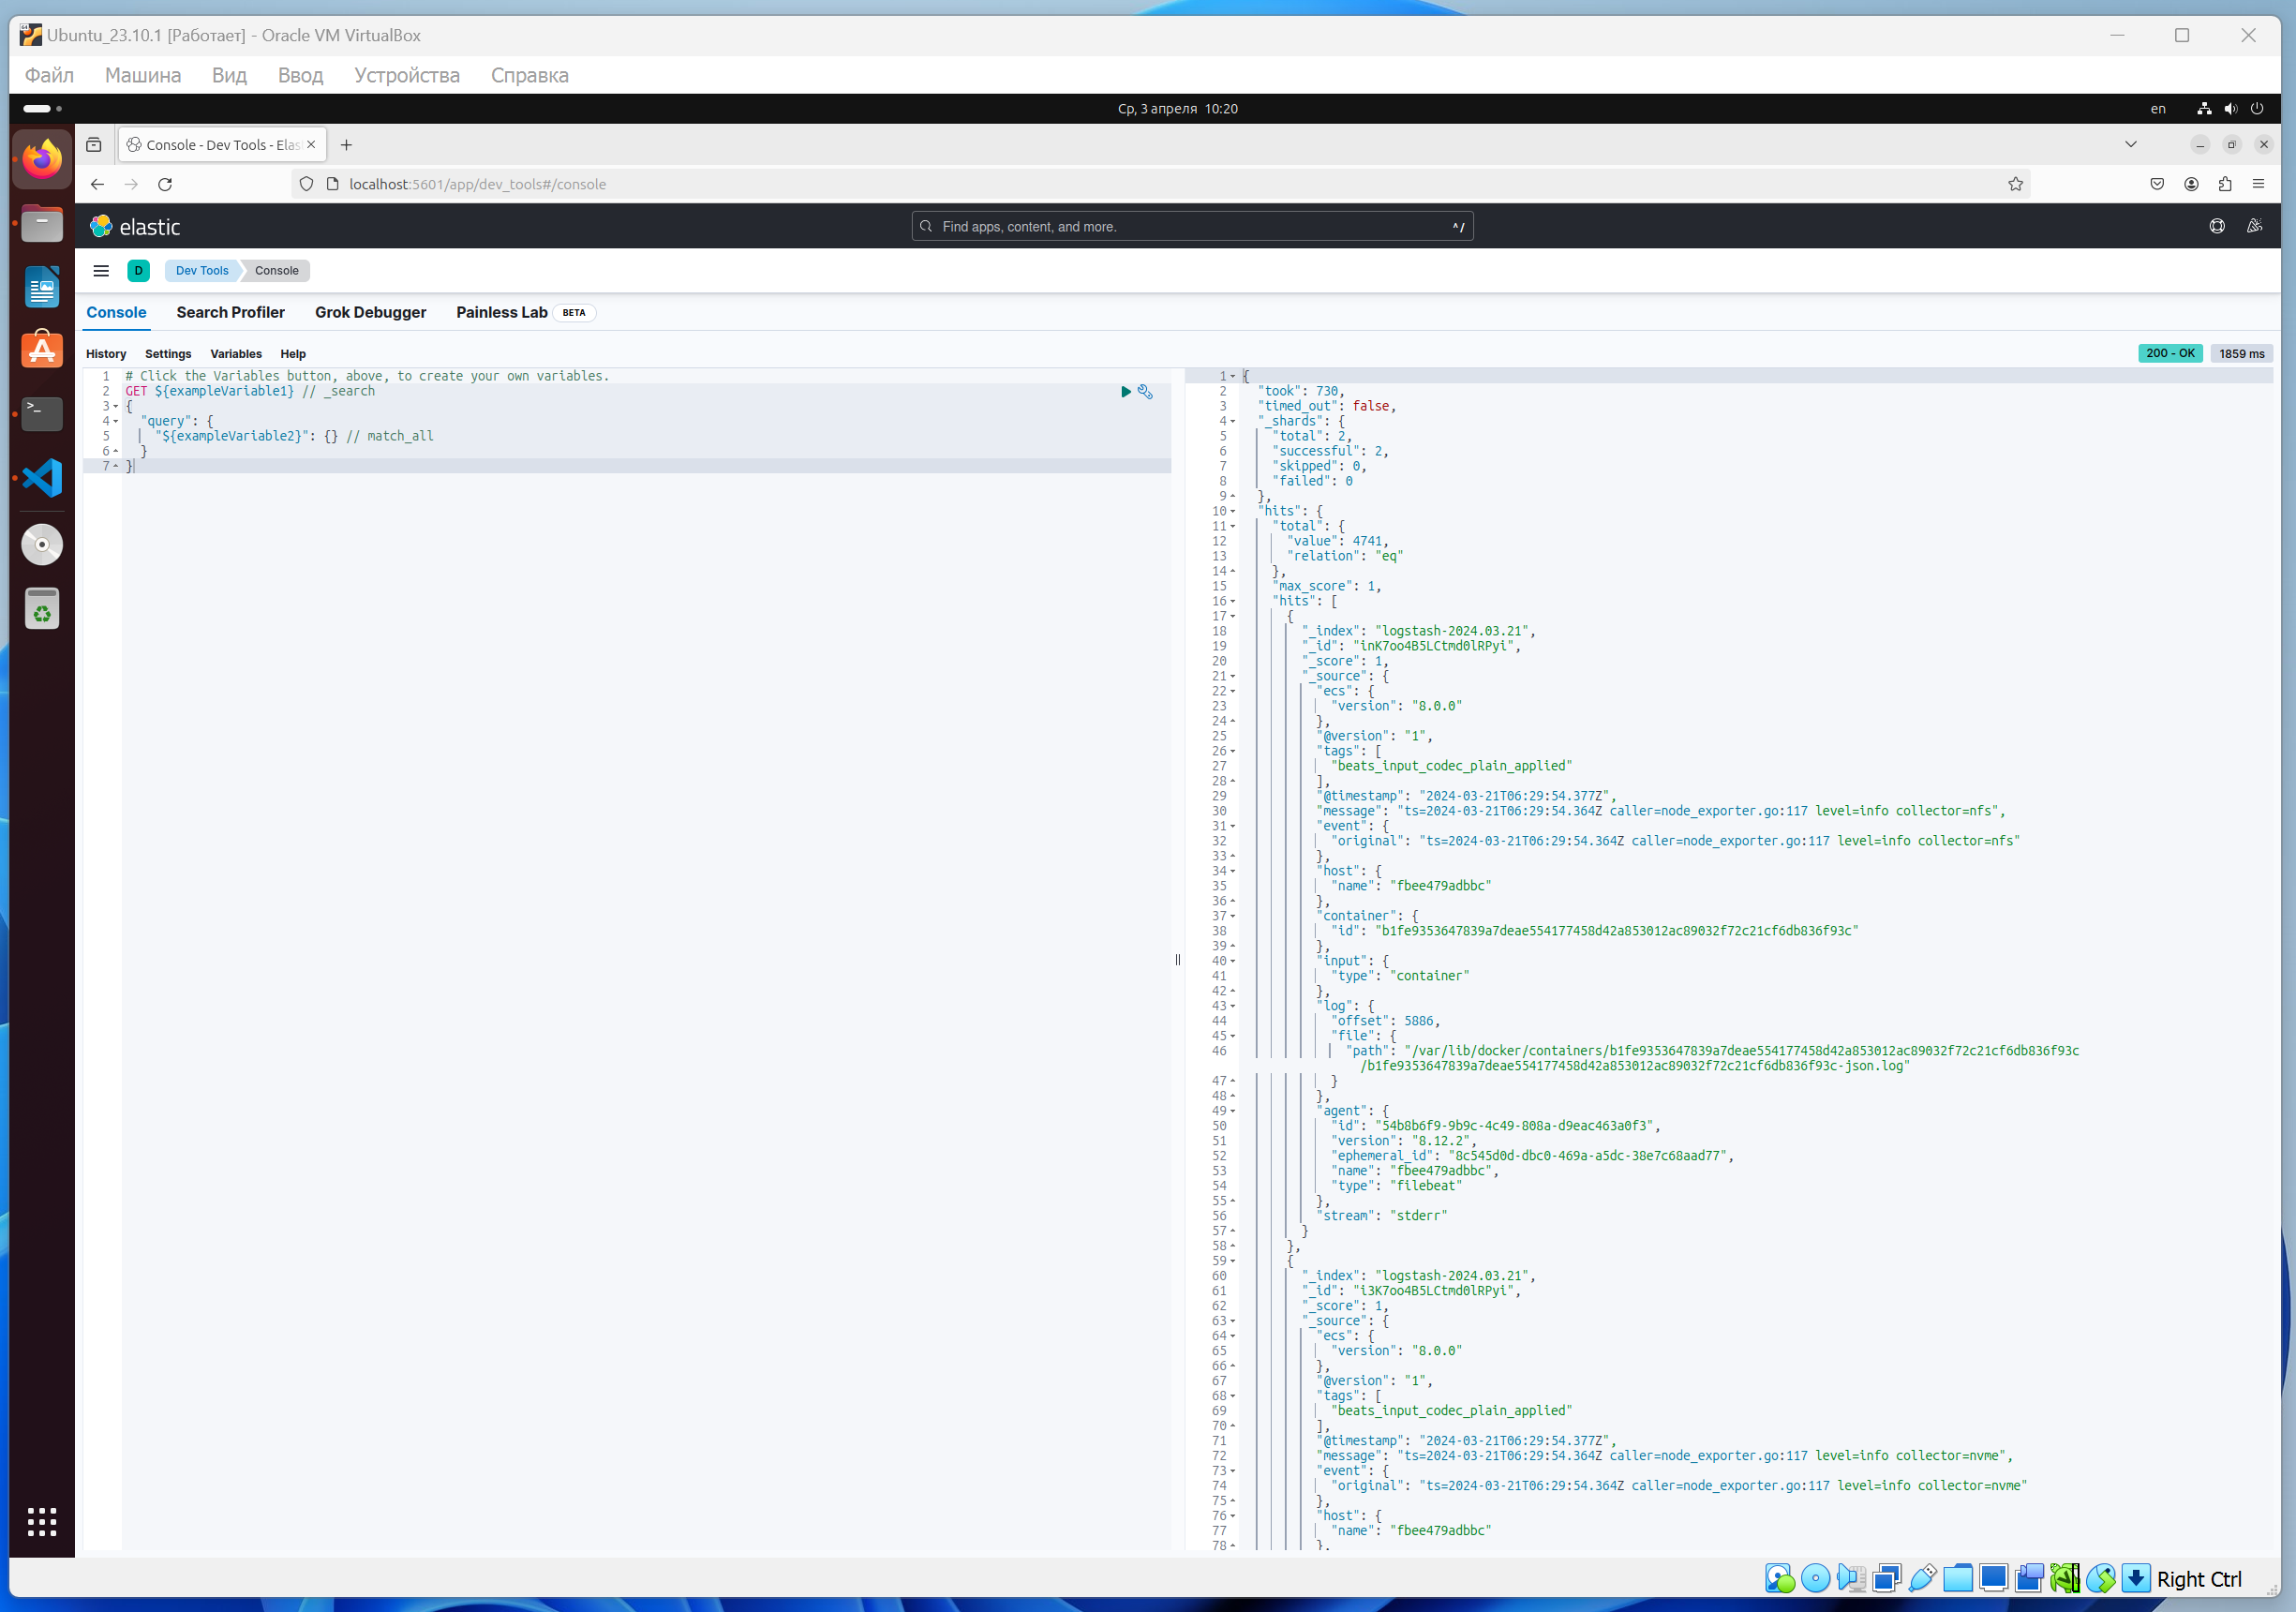 Ubuntu_23.10.1 [Работает] - Oracle VM VirtualBox
Файл Машина Вид Ввод Устройства Справка
Ср, 3 апреля 10:20
en
Console - Dev Tools - Elas
localhost:5601/app/dev_tools#/console
elastic
Find apps, content, and more.
^/
D
Dev Tools
Console
Console
Search Profiler
Grok Debugger
Painless Lab
BETA
History Settings Variables Help
200 - OK
1859 ms
1 # Click the Variables button, above, to create your own variables.
2 GET ${exampleVariable1} // _search
3 {
4 "query": {
5 "${exampleVariable2}": {} // match_all
6 }
7 }
1 {
2 "took": 730,
3 "timed_out": false,
4 "_shards": {
5 "total": 2,
6 "successful": 2,
7 "skipped": 0,
8 "failed": 0
9 },
10 "hits": {
11 "total": {
12 "value": 4741,
13 "relation": "eq"
14 },
15 "max_score": 1,
16 "hits": [
17 {
18 "_index": "logstash-2024.03.21",
19 "_id": "inK7oo4B5LCtmd0lRPyi",
20 "_score": 1,
21 "_source": {
22 "ecs": {
23 "version": "8.0.0"
24 },
25 "@version": "1",
26 "tags": [
27 "beats_input_codec_plain_applied"
28 ],
29 "@timestamp": "2024-03-21T06:29:54.377Z",
30 "message": "ts=2024-03-21T06:29:54.364Z caller=node_exporter.go:117 level=info collector=nfs",
31 "event": {
32 "original": "ts=2024-03-21T06:29:54.364Z caller=node_exporter.go:117 level=info collector=nfs"
33 },
34 "host": {
35 "name": "fbee479adbbc"
36 },
37 "container": {
38 "id": "b1fe9353647839a7deae554177458d42a853012ac89032f72c21cf6db836f93c"
39 },
40 "input": {
41 "type": "container"
42 },
43 "log": {
44 "offset": 5886,
45 "file": {
46 "path": "/var/lib/docker/containers/b1fe9353647839a7deae554177458d42a853012ac89032f72c21cf6db836f93c
/b1fe9353647839a7deae554177458d42a853012ac89032f72c21cf6db836f93c-json.log"
47 }
48 },
49 "agent": {
50 "id": "54b8b6f9-9b9c-4c49-808a-d9eac463a0f3",
51 "version": "8.12.2",
52 "ephemeral_id": "8c545d0d-dbc0-469a-a5dc-38e7c68aad77",
53 "name": "fbee479adbbc",
54 "type": "filebeat"
55 },
56 "stream": "stderr"
57 }
58 },
59 {
60 "_index": "logstash-2024.03.21",
61 "_id": "i3K7oo4B5LCtmd0lRPyi",
62 "_score": 1,
63 "_source": {
64 "ecs": {
65 "version": "8.0.0"
66 },
67 "@version": "1",
68 "tags": [
69 "beats_input_codec_plain_applied"
70 ],
71 "@timestamp": "2024-03-21T06:29:54.377Z",
72 "message": "ts=2024-03-21T06:29:54.364Z caller=node_exporter.go:117 level=info collector=nvme",
73 "event": {
74 "original": "ts=2024-03-21T06:29:54.364Z caller=node_exporter.go:117 level=info collector=nvme"
75 },
76 "host": {
77 "name": "fbee479adbbc"
78 },
Right Ctrl